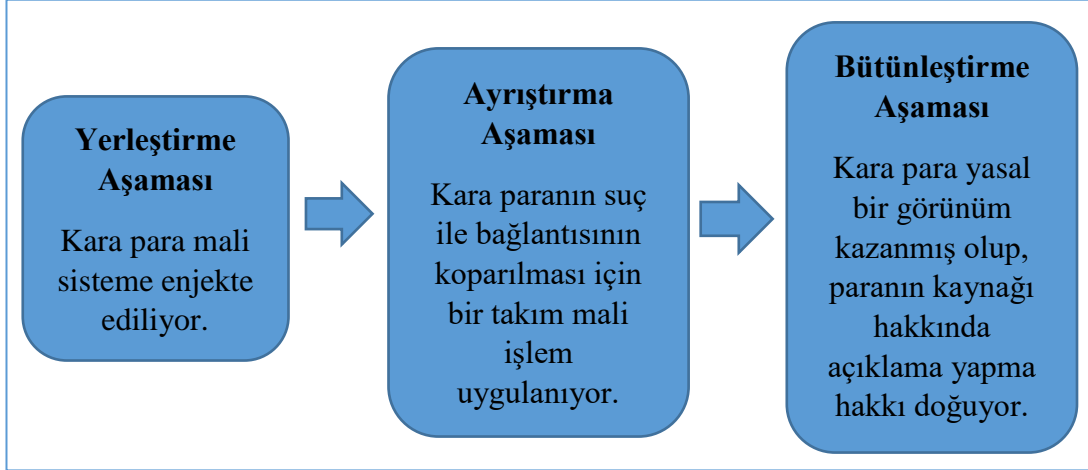 Yerleştirme
Aşaması
Kara para mali
sisteme enjekte
ediliyor.
Ayrıştırma
Aşaması
Kara paranın suç
ile bağlantısının
koparılması için
bir takım mali
işlem
uygulanıyor.
Bütünleştirme
Aşaması
Kara para yasal
bir görünüm
kazanmış olup,
paranın kaynağı
hakkında
açıklama yapma
hakkı doğuyor.